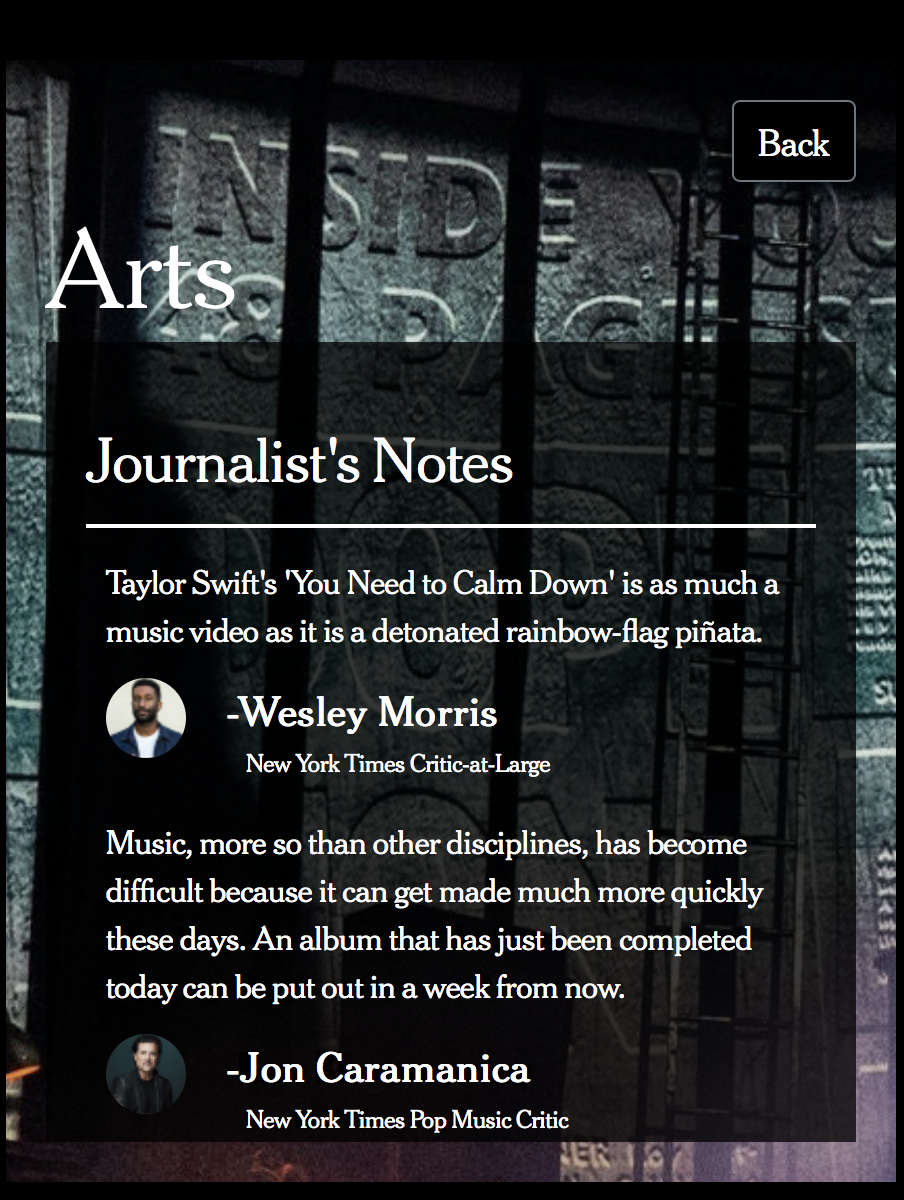 Back
INSIDE
Arts
48 PAGE
Journalist's Notes
Taylor Swift's 'You Need to Calm Down' is as much a
music video as it is a detonated rainbow-flag piñata.
-Wesley Morris
New York Times Critic-at-Large
Music, more so than other disciplines, has become
difficult because it can get made much more quickly
these days. An album that has just been completed
today can be put out in a week from now.
-Jon Caramanica
New York Times Pop Music Critic